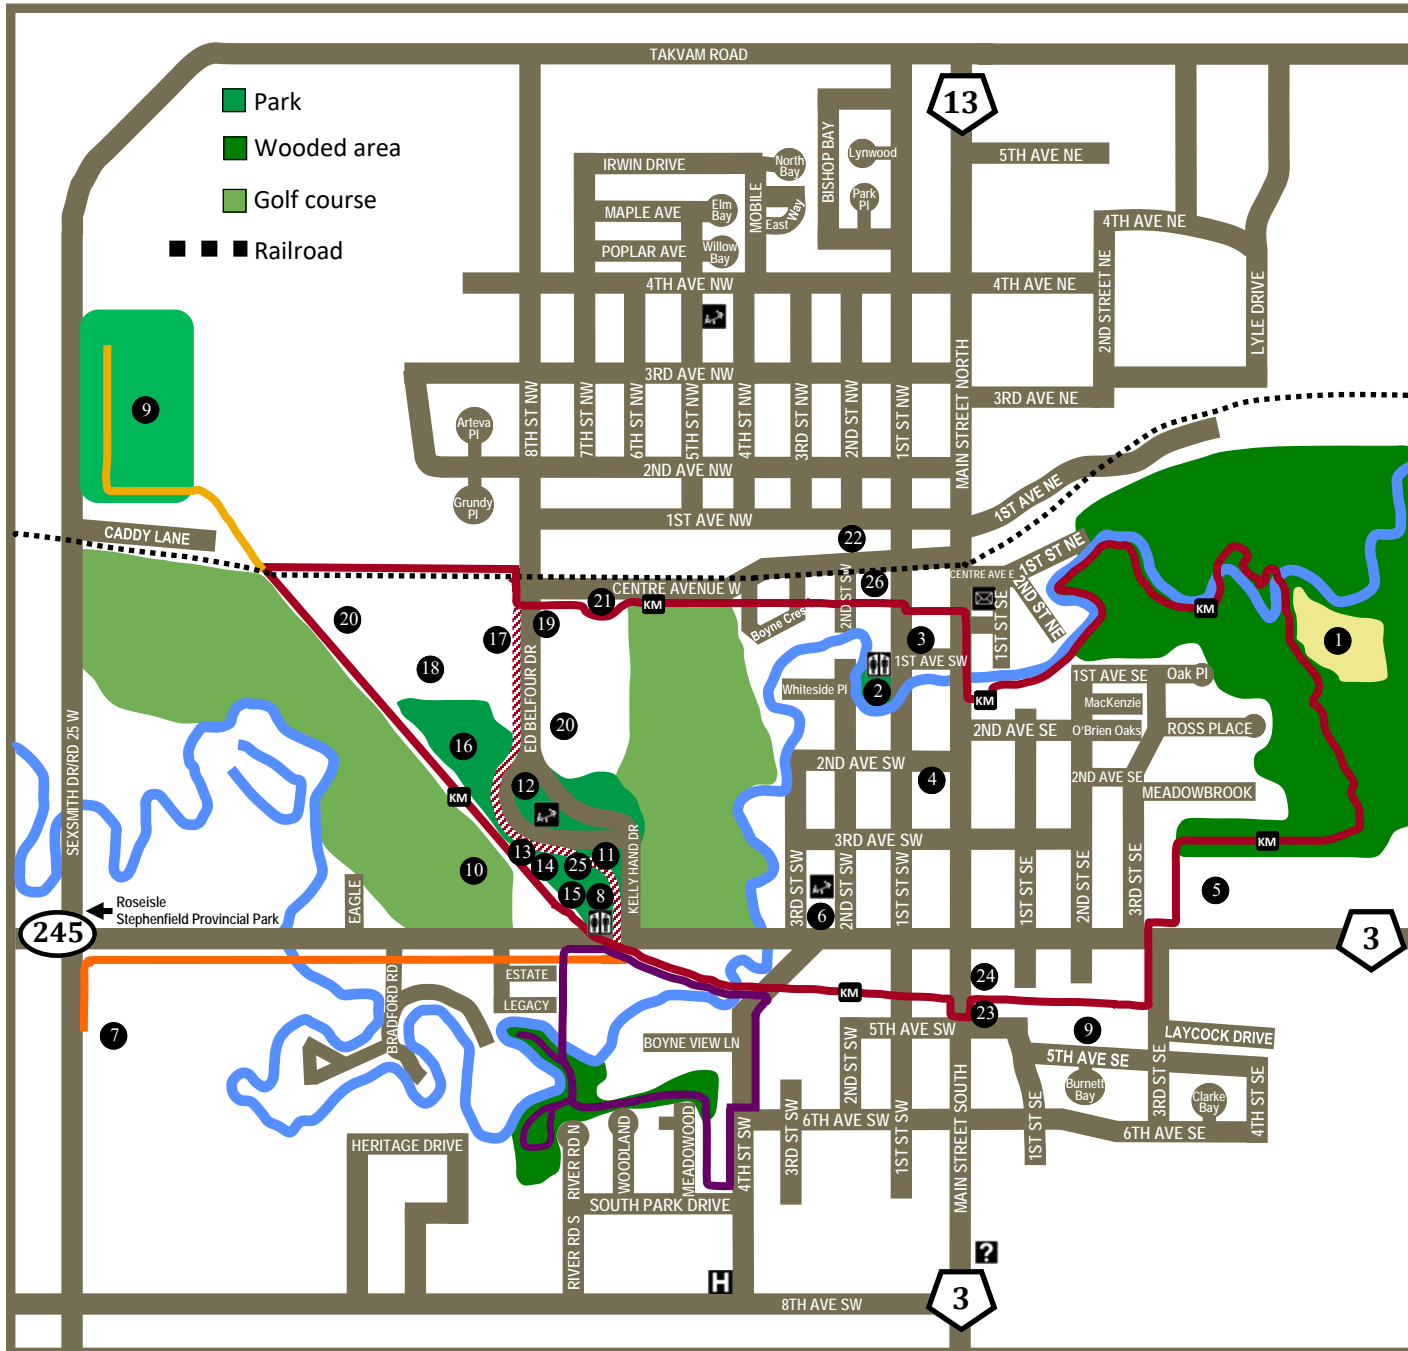 TAKVAM ROAD
13
Park
Wooded area
Golf course
Railroad
5TH AVE NE
IRWIN DRIVE
North
Bay
MOBILE
BISHOP BAY
Lynwood
Park
Pl
MAPLE AVE
Elm
Bay
East Way
POPLAR AVE
Willow
Bay
4TH AVE NE
4TH AVE NW
4TH AVE NE
2ND STREET NE
LYLE DRIVE
3RD AVE NW
3RD AVE NE
MAIN STREET NORTH
9
Arteva
Pl
8TH ST NW
7TH ST NW
6TH ST NW
5TH ST NW
4TH ST NW
3RD ST NW
2ND ST NW
1ST ST NW
2ND AVE NW
Grundy
Pl
1ST AVE NW
1ST AVE NE
CADDY LANE
22
1ST ST NE
CENTRE AVE E
2ND ST NE
26
2ND ST SW
CENTRE AVENUE W
21
KM
Boyne Cres
1ST ST SE
KM
20
17
19
3
1
18
1ST AVE SW
Whiteside Pl
2
KM
1ST AVE SE
Oak Pl
MacKenzie
ED BELFOUR DR
20
2ND AVE SE
O'Brien Oaks
ROSS PLACE
SEXSMITH DR/RD 25 W
16
2ND AVE SW
4
2ND AVE SE
MEADOWBROOK
KM
12
3RD AVE SW
KM
13
14
25
11
KELLY HAND DR
10
15
8
EAGLE
3RD ST SW
2ND ST SW
1ST ST SW
1ST ST SE
2ND ST SE
3RD ST SE
5
6
Roseisle
Stephenfield Provincial Park
245
3
BRADFORD RD
ESTATE
LEGACY
24
KM
23
7
5TH AVE SW
9
LAYCOCK DRIVE
BOYNE VIEW LN
5TH AVE SE
2ND ST SW
Burnett
Bay
3RD ST SE
Clarke
Bay
4TH ST SE
6TH AVE SW
6TH AVE SE
1ST ST SE
3RD ST SW
1ST ST SW
MAIN STREET SOUTH
HERITAGE DRIVE
RIVER RD N
WOODLAND
MEADOWOOD
4TH ST SW
SOUTH PARK DRIVE
RIVER RD S
?
H
8TH AVE SW
3